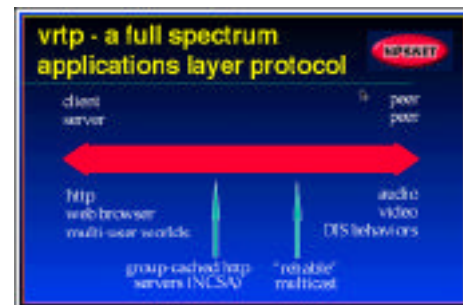 vrtp - a full spectrum
applications layer protocol
NPSNET
client
server
peer
peer
http
web browser
multi-user worlds
audio
video
DIS behaviors
group-cached http
servers (NCSA)
"reliable"
multicast